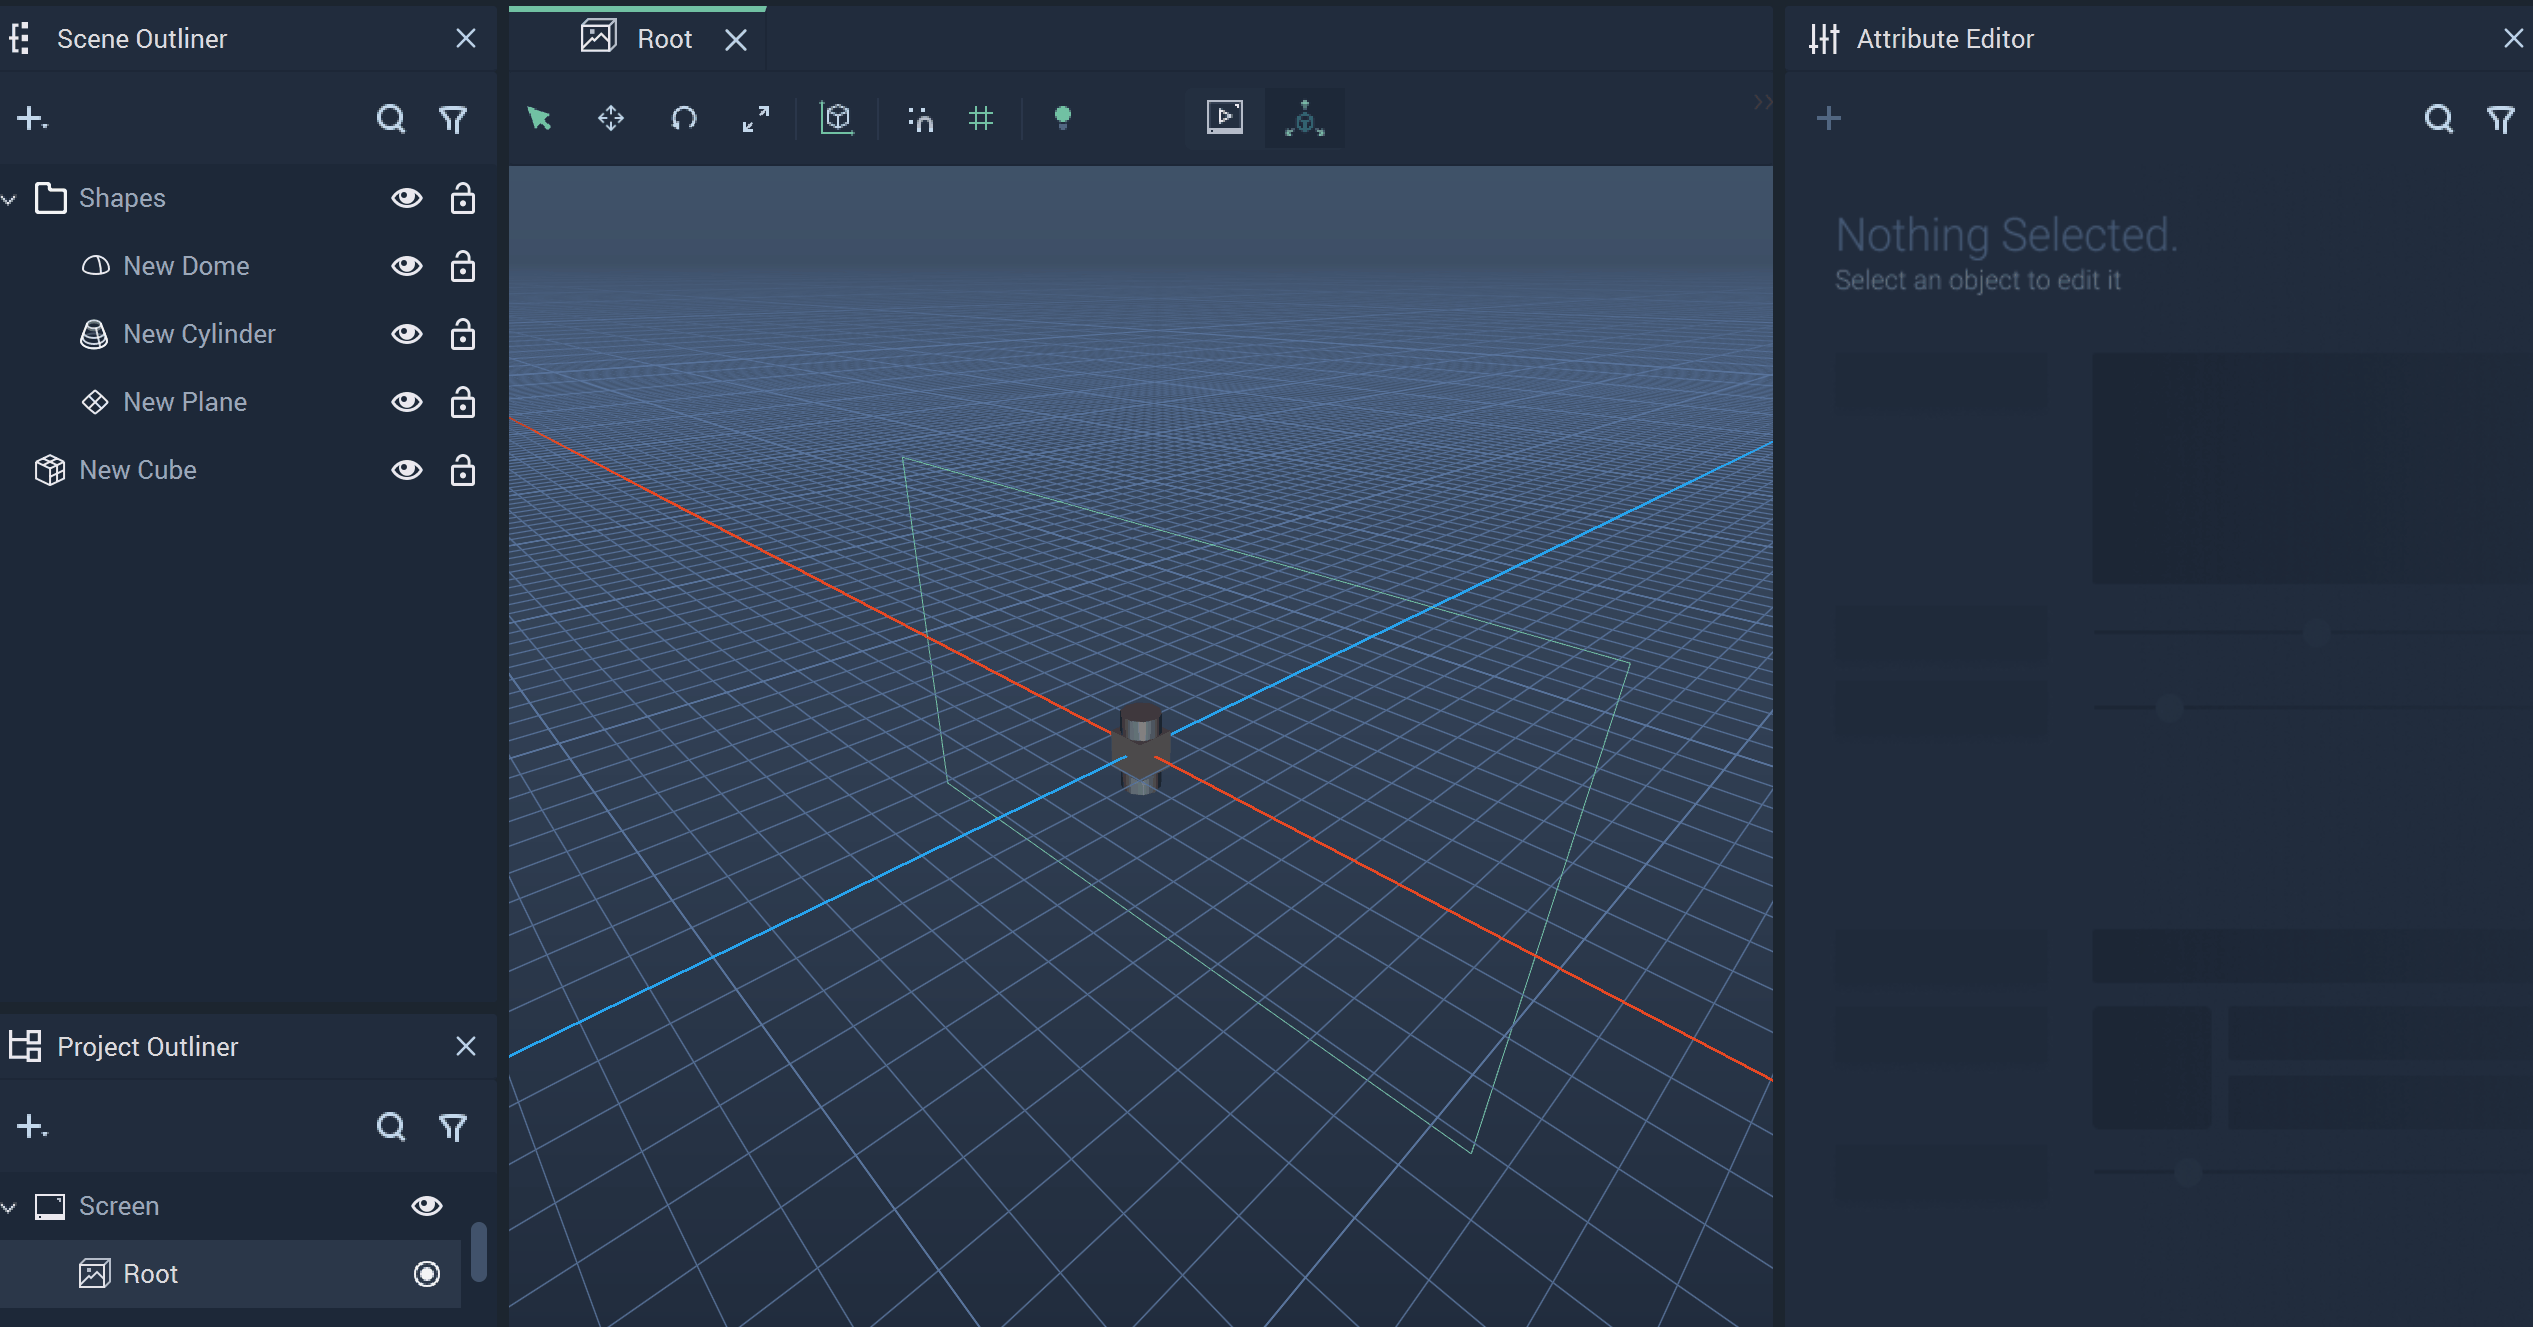 Scene Outliner
Shapes
New Dome
New Cylinder
New Plane
New Cube
Project Outliner
Screen
Root
Root
Attribute Editor
Nothing Selected.
Select an object to edit it